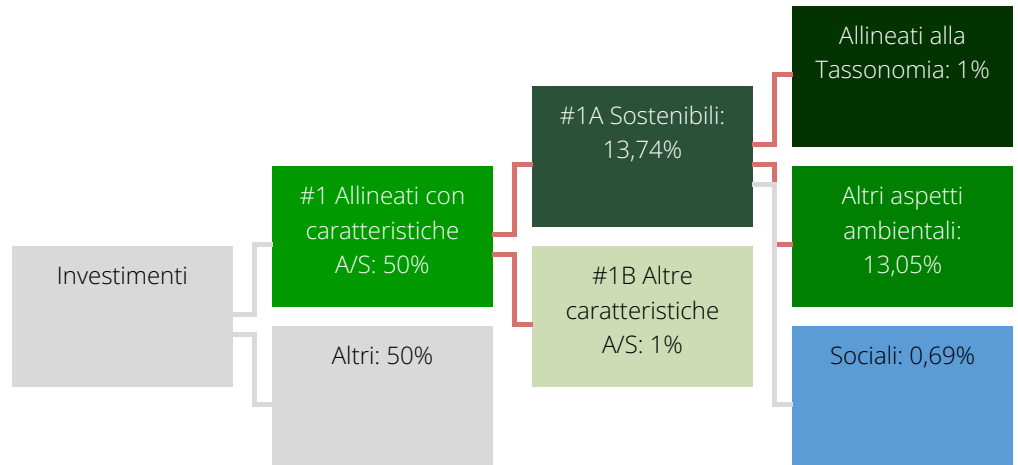 Investimenti
#1 Allineati con
caratteristiche
A/S: 50%
Altri: 50%
#1A Sostenibili:
13,74%
#1B Altre
caratteristiche
A/S: 1%
Allineati alla
Tassonomia: 1%
Altri aspetti
ambientali:
13,05%
Sociali: 0,69%